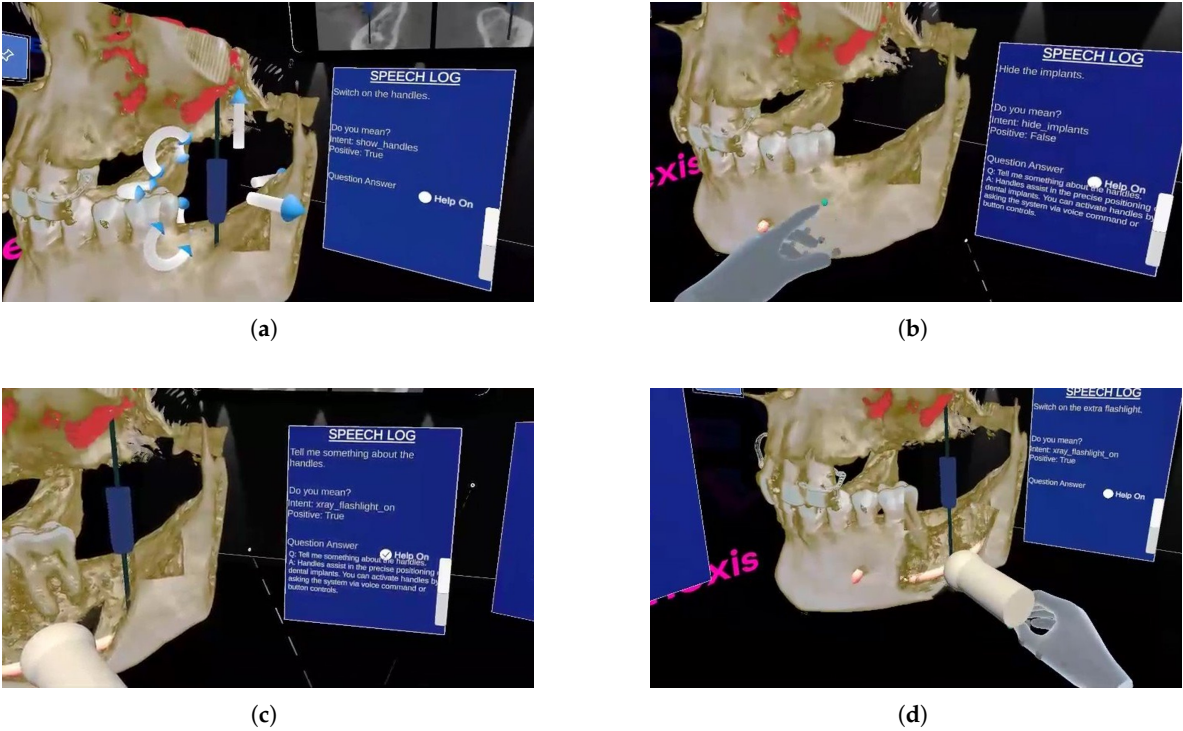 SPEECH LOG
Switch on the handles.
Do you mean?
Intent: show_handles
Positive: True
Question Answer
Help On
(a)
SPEECH LOG
Hide the implants.
Do you mean?
Intent: hide_implants
Positive: False
Question Answer
Help On
Q: Tell me something about the handles.
A: Handles assist in the precise positioning
dental implants. You can activate handles by
asking the system via voice command or
button controls.
exis
(b)
SPEECH LOG
Tell me something about the
handles.
Do you mean?
Intent: xray_flashlight_on
Positive: True
Question Answer
Help On
Q: Tell me something about the handles.
A: Handles assist in the precise positioning
dental implants. You can activate handles by
asking the system via voice command or
button controls.
(c)
SPEECH LOG
Switch on the extra flashlight.
Do you mean?
Intent: xray_flashlight_on
Positive: True
Question Answer
Help On
xis
(d)